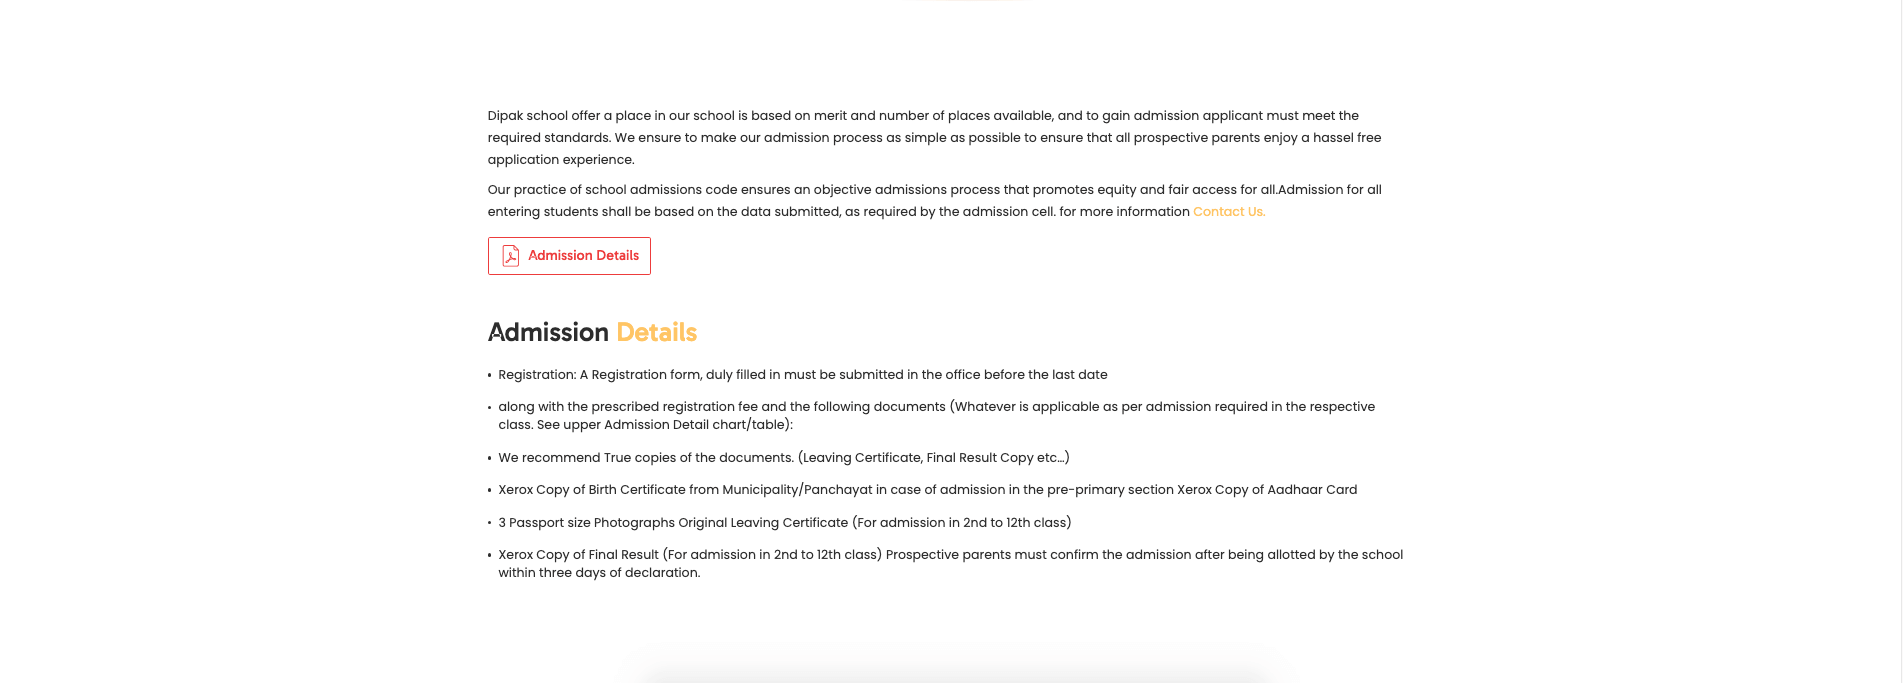 Dipak school offer a place in our school is based on merit and number of places available, and to gain admission applicant must meet the
required standards. We ensure to make our admission process as simple as possible to ensure that all prospective parents enjoy a hassel free
application experience.
Our practice of school admissions code ensures an objective admissions process that promotes equity and fair access for all.Admission for all
entering students shall be based on the data submitted, as required by the admission cell. for more information Contact Us.
Admission Details
Admission Details
• Registration: A Registration form, duly filled in must be submitted in the office before the last date
• along with the prescribed registration fee and the following documents (Whatever is applicable as per admission required in the respective
class. See upper Admission Detail chart/table):
• We recommend True copies of the documents. (Leaving Certificate, Final Result Copy etc...)
• Xerox Copy of Birth Certificate from Municipality/Panchayat in case of admission in the pre-primary section Xerox Copy of Aadhaar Card
• 3 Passport size Photographs Original Leaving Certificate (For admission in 2nd to 12th class)
• Xerox Copy of Final Result (For admission in 2nd to 12th class) Prospective parents must confirm the admission after being allotted by the school
within three days of declaration.